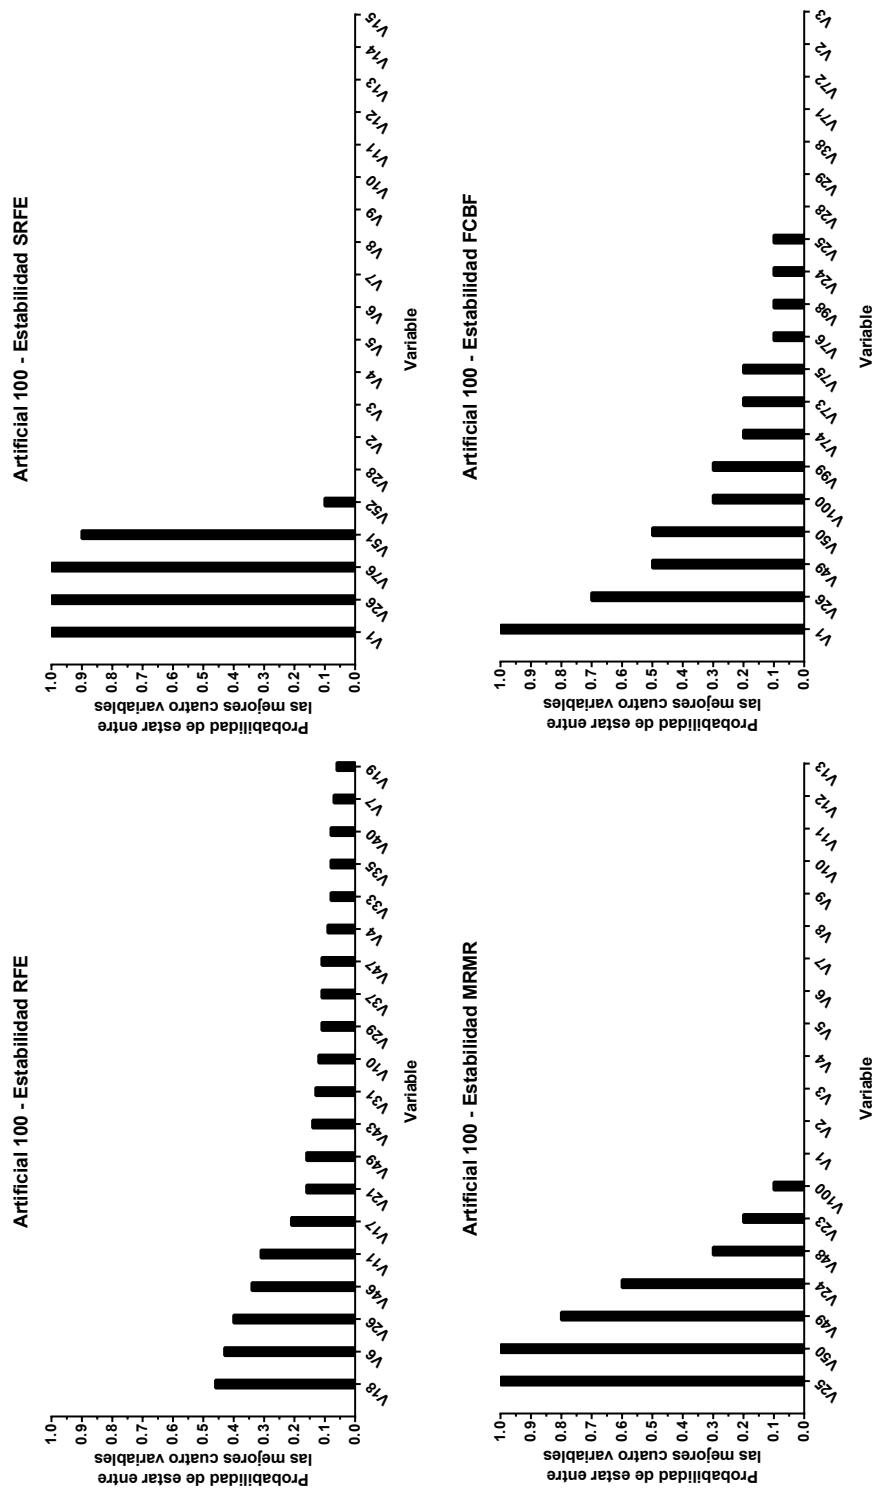 Artificial 100 - Estabilidad RFE
Probabilidad de estar entre
las mejores cuatro variables
1.0
0.9
0.8
0.7
0.6
0.5
0.4
0.3
0.2
0.1
0.0
V18 V6 V26 V46 V11 V17 V21 V49 V43 V31 V10 V29 V37 V47 V4 V33 V35 V40 V7 V19
Variable
Artificial 100 - Estabilidad SRFE
Probabilidad de estar entre
las mejores cuatro variables
1.0
0.9
0.8
0.7
0.6
0.5
0.4
0.3
0.2
0.1
0.0
V1 V26 V76 V51 V52 V28 V2 V3 V4 V5 V6 V7 V8 V9 V10 V11 V12 V13 V14 V15
Variable
Artificial 100 - Estabilidad MRMR
Probabilidad de estar entre
las mejores cuatro variables
1.0
0.9
0.8
0.7
0.6
0.5
0.4
0.3
0.2
0.1
0.0
V25 V50 V49 V24 V48 V23 V100 V1 V2 V3 V4 V5 V6 V7 V8 V9 V10 V11 V12 V13
Variable
Artificial 100 - Estabilidad FCBF
Probabilidad de estar entre
las mejores cuatro variables
1.0
0.9
0.8
0.7
0.6
0.5
0.4
0.3
0.2
0.1
0.0
V1 V26 V49 V50 V100 V99 V74 V73 V75 V76 V98 V24 V25 V28 V29 V38 V71 V72 V2 V3
Variable